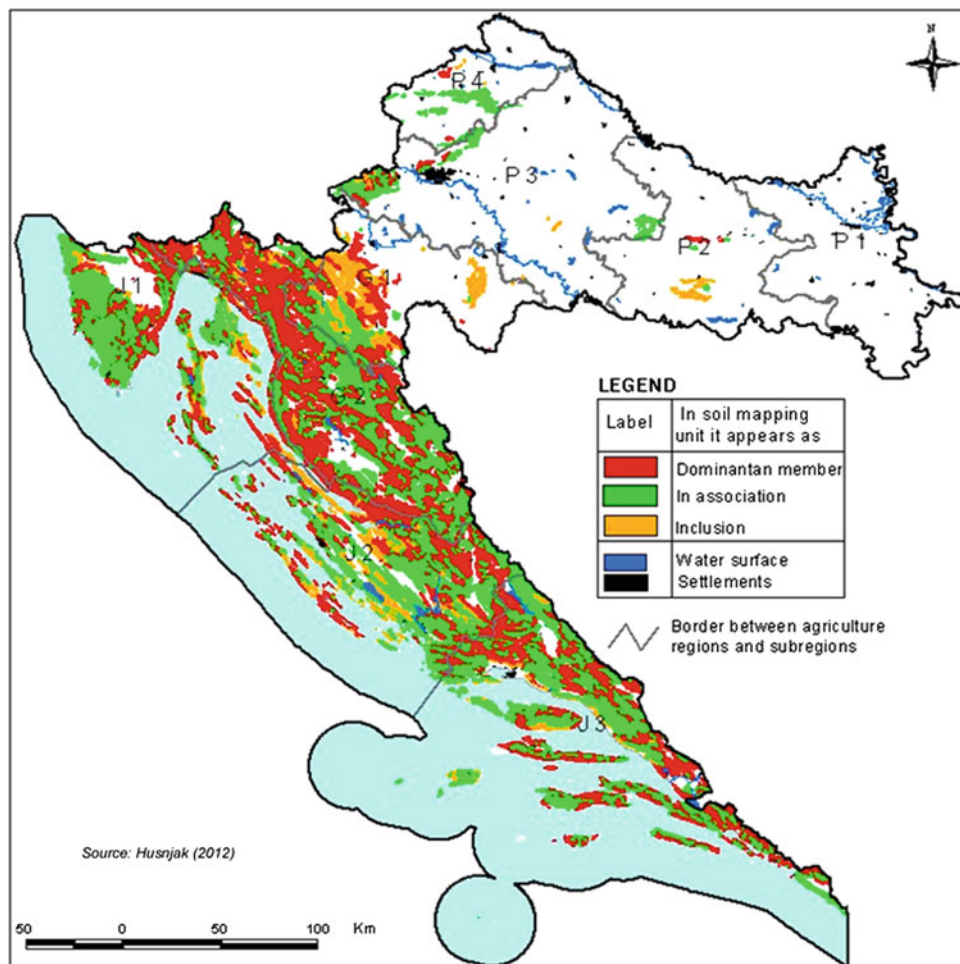 N
P 4
P 3
P 2
P 1
J 1
G 1
G 2
J 2
J 3
LEGEND
Label
In soil mapping
unit it appears as
Dominantan member
In association
Inclusion
Water surface
Settlements
Border between agriculture
regions and subregions
Source: Husnjak (2012)
50 0 50 100 Km